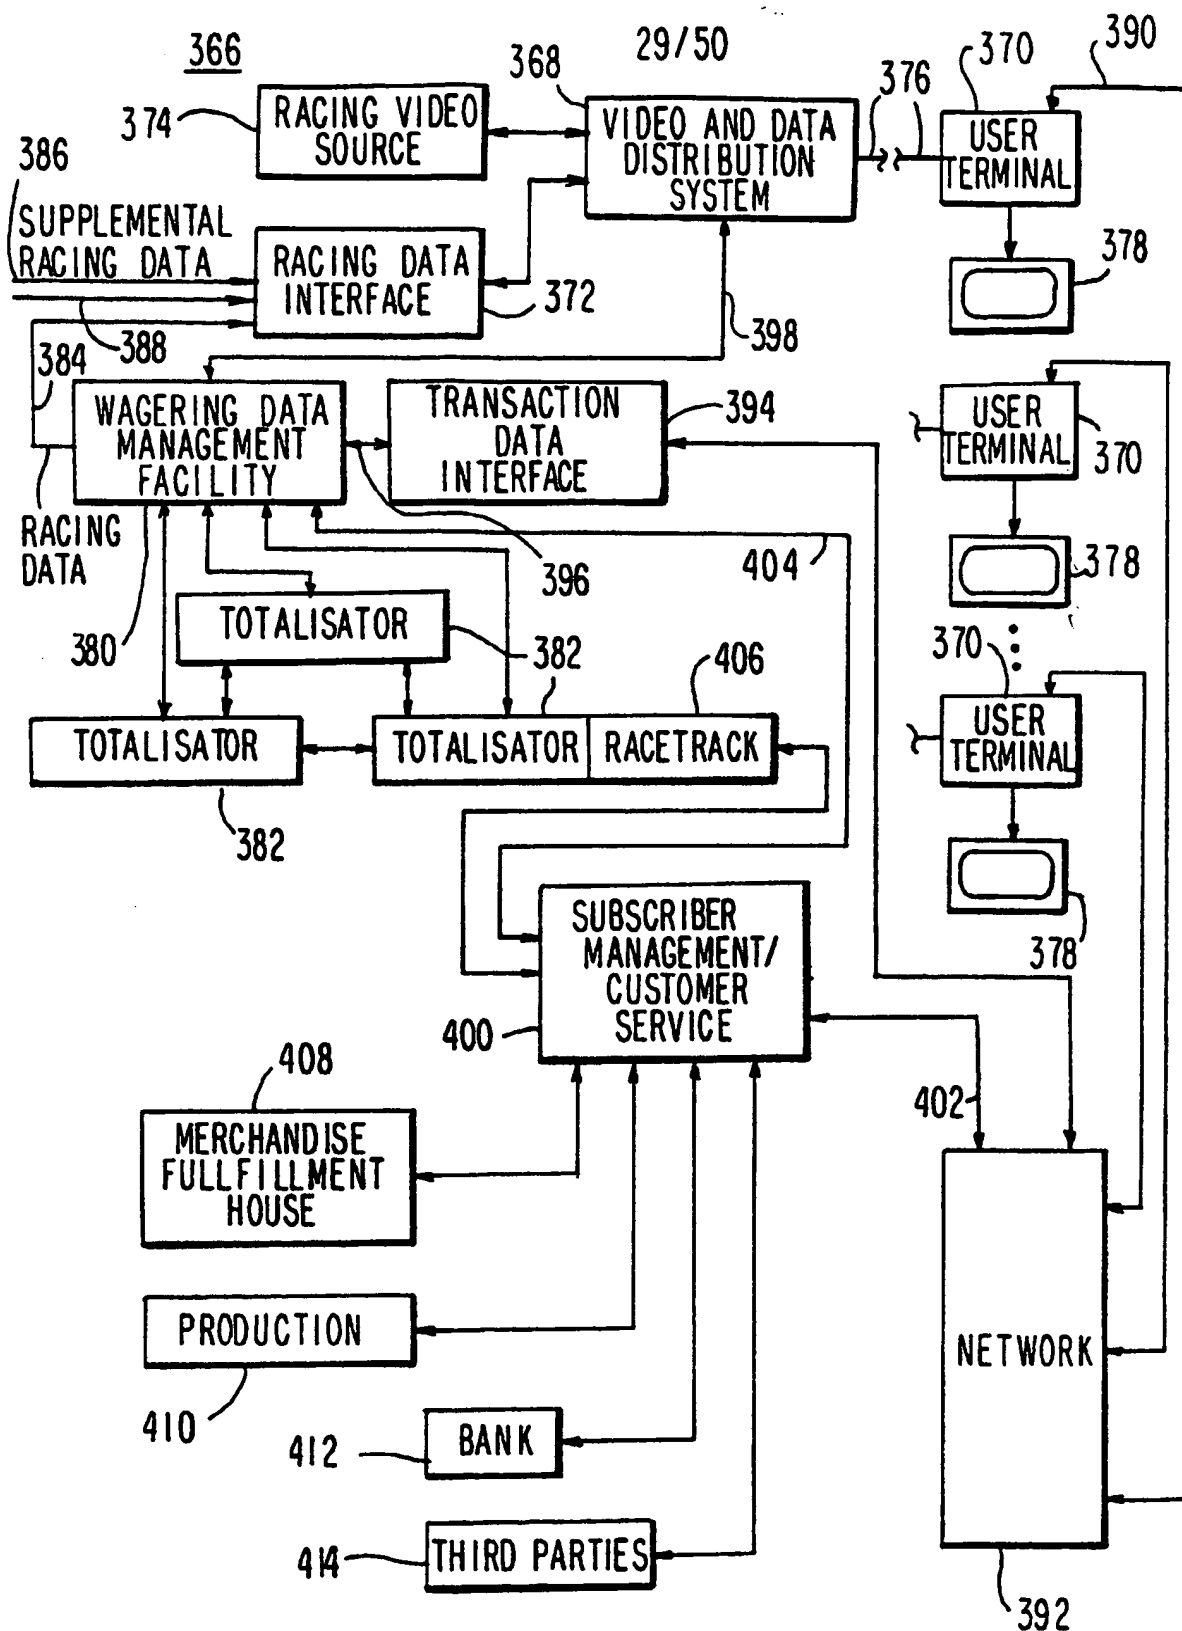 366
29/50
368
370
390
374
RACING VIDEO
SOURCE
VIDEO AND DATA
DISTRIBUTION
SYSTEM
376
USER
TERMINAL
386
SUPPLEMENTAL
RACING DATA
RACING DATA
INTERFACE
372
378
388
398
384
WAGERING DATA
MANAGEMENT
FACILITY
TRANSACTION
DATA
INTERFACE
394
USER
TERMINAL
370
RACING
DATA
396
404
378
380
TOTALISATOR
382
406
370
TOTALISATOR
TOTALISATOR
RACETRACK
USER
TERMINAL
382
378
SUBSCRIBER
MANAGEMENT/
CUSTOMER
SERVICE
400
408
402
MERCHANDISE
FULLFILLMENT
HOUSE
PRODUCTION
NETWORK
410
BANK
412
THIRD PARTIES
414
392